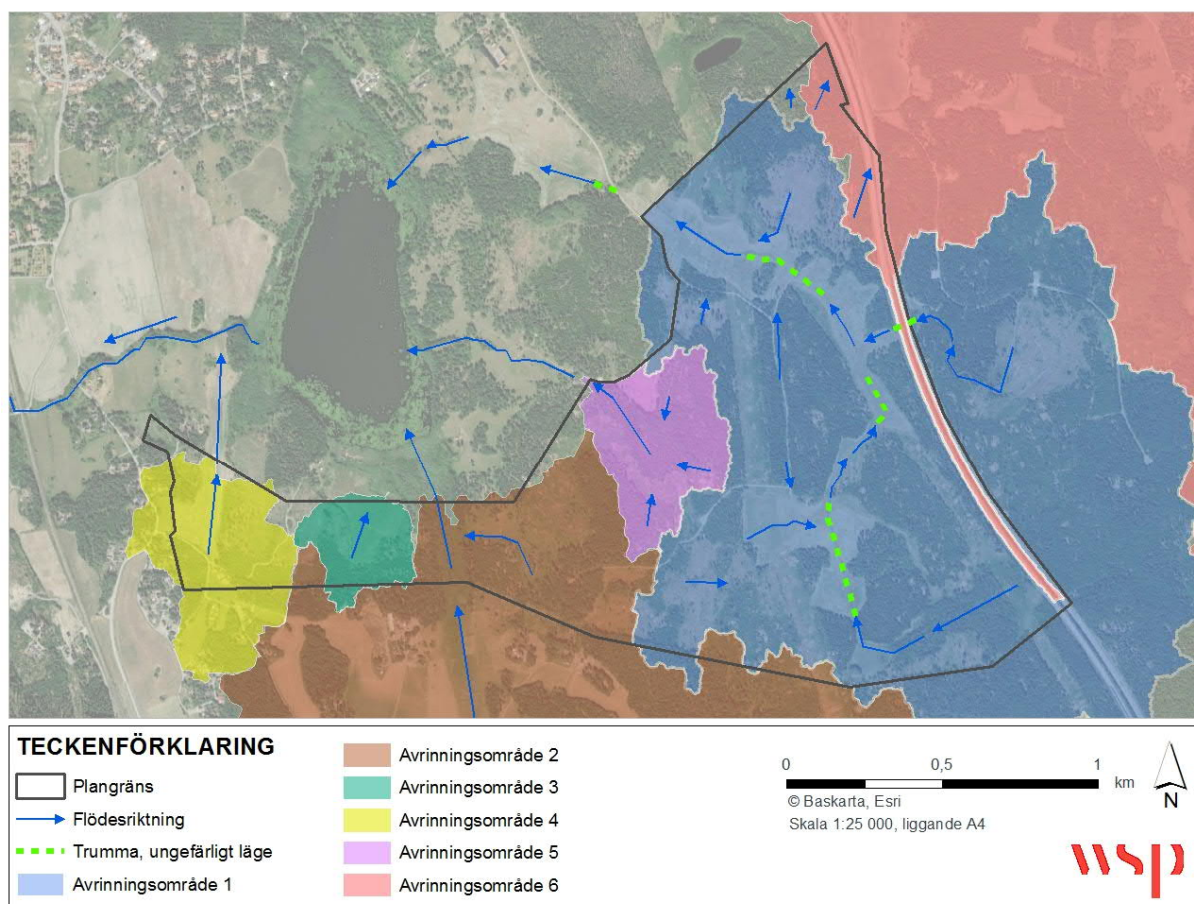 TECKENFÖRKLARING
Plangräns
Flödesriktning
Trumma, ungefärligt läge
Avrinningsområde 1
Avrinningsområde 2
Avrinningsområde 3
Avrinningsområde 4
Avrinningsområde 5
Avrinningsområde 6
0 0,5 1
km
© Baskarta, Esri
Skala 1:25 000, liggande A4
N
wsp